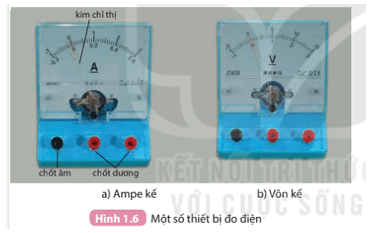 kim chỉ thị
A
V
chốt âm
chốt dương
KẾT NỐI TRI THỨC
VỚI CUỘC SỐNG
a) Ampe kế
b) Vôn kế
Hình 1.6 Một số thiết bị đo điện